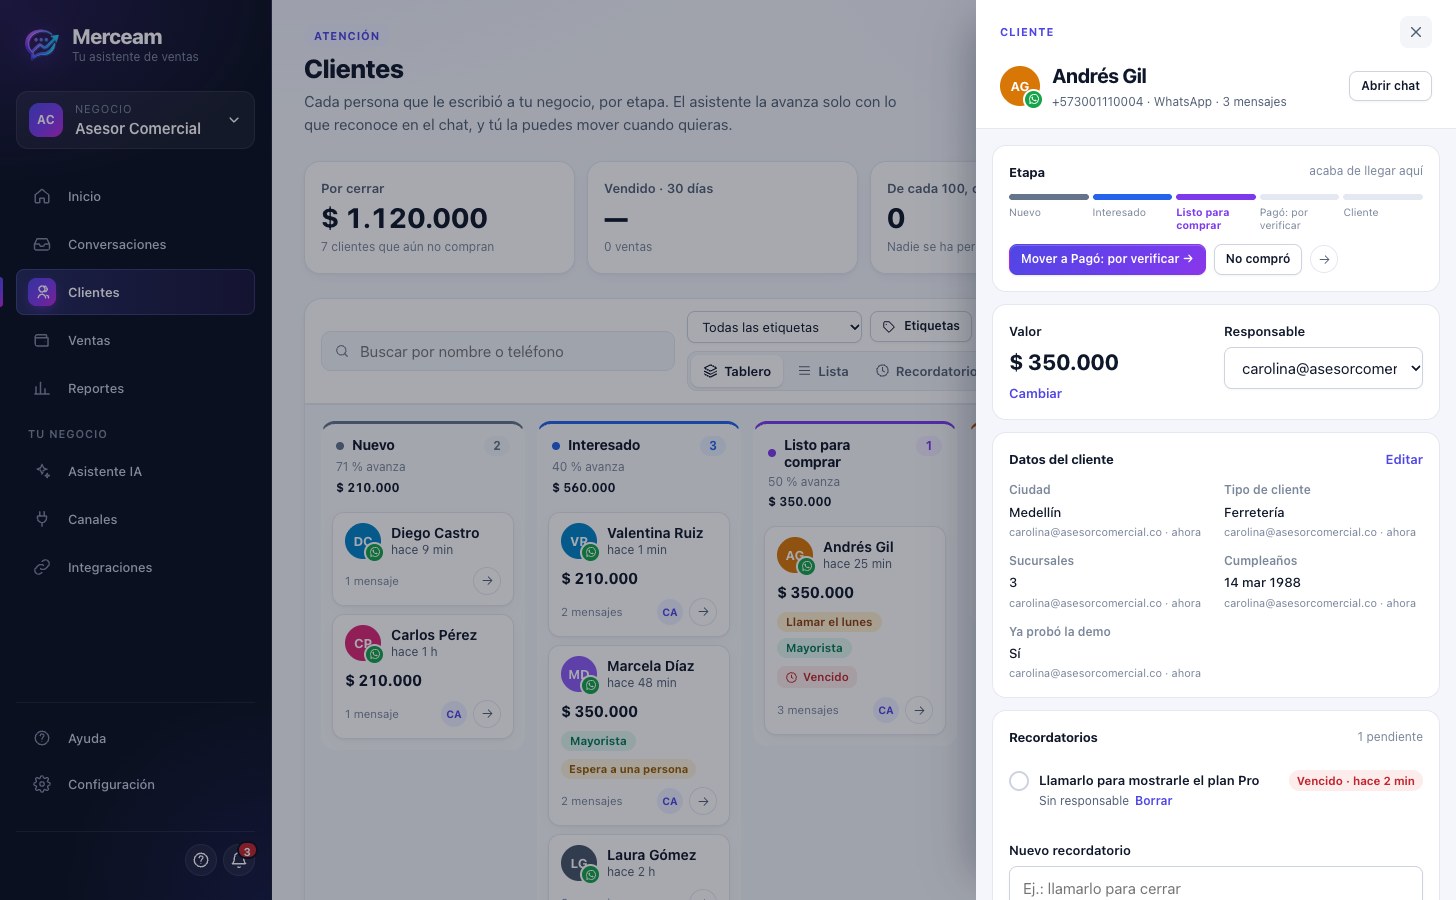 Merceam
Tu asistente de ventas
AC
NEGOCIO
Asesor Comercial
Inicio
Conversaciones
Clientes
Ventas
Reportes
TU NEGOCIO
Asistente IA
Canales
Integraciones
Ayuda
Configuración
3
ATENCIÓN
Clientes
Cada persona que le escribió a tu negocio, por etapa. El asistente la avanza solo con lo
que reconoce en el chat, y tú la puedes mover cuando quieras.
Por cerrar
$ 1.120.000
7 clientes que aún no compran
Vendido · 30 días
—
0 ventas
De cada 100,
0
Nadie se ha
Buscar por nombre o teléfono
Todas las etiquetas
Etiquetas
Tablero
Lista
Recordatorio
Nuevo
2
71 % avanza
$ 210.000
DC
Diego Castro
hace 9 min
1 mensaje
CP
Carlos Pérez
hace 1 h
$ 210.000
1 mensaje
CA
Interesado
3
40 % avanza
$ 560.000
VR
Valentina Ruiz
hace 1 min
$ 210.000
2 mensajes
CA
MD
Marcela Díaz
hace 48 min
$ 350.000
Mayorista
Espera a una persona
2 mensajes
CA
LG
Laura Gómez
hace 2 h
Listo para
comprar
1
50 % avanza
$ 350.000
AG
Andrés Gil
hace 25 min
$ 350.000
Llamar el lunes
Mayorista
Vencido
3 mensajes
CA
CLIENTE
AG
Andrés Gil
+573001110004 · WhatsApp · 3 mensajes
Abrir chat
Etapa
acaba de llegar aquí
Nuevo
Interesado
Listo para
comprar
Pagó: por
verificar
Cliente
Mover a Pagó: por verificar →
No compró
Valor
$ 350.000
Cambiar
Responsable
carolina@asesorcomer
Datos del cliente
Editar
Ciudad
Medellín
carolina@asesorcomercial.co · ahora
Tipo de cliente
Ferretería
carolina@asesorcomercial.co · ahora
Sucursales
3
carolina@asesorcomercial.co · ahora
Cumpleaños
14 mar 1988
carolina@asesorcomercial.co · ahora
Ya probó la demo
Sí
carolina@asesorcomercial.co · ahora
Recordatorios
1 pendiente
Llamarlo para mostrarle el plan Pro
Vencido · hace 2 min
Sin responsable Borrar
Nuevo recordatorio
Ej.: llamarlo para cerrar